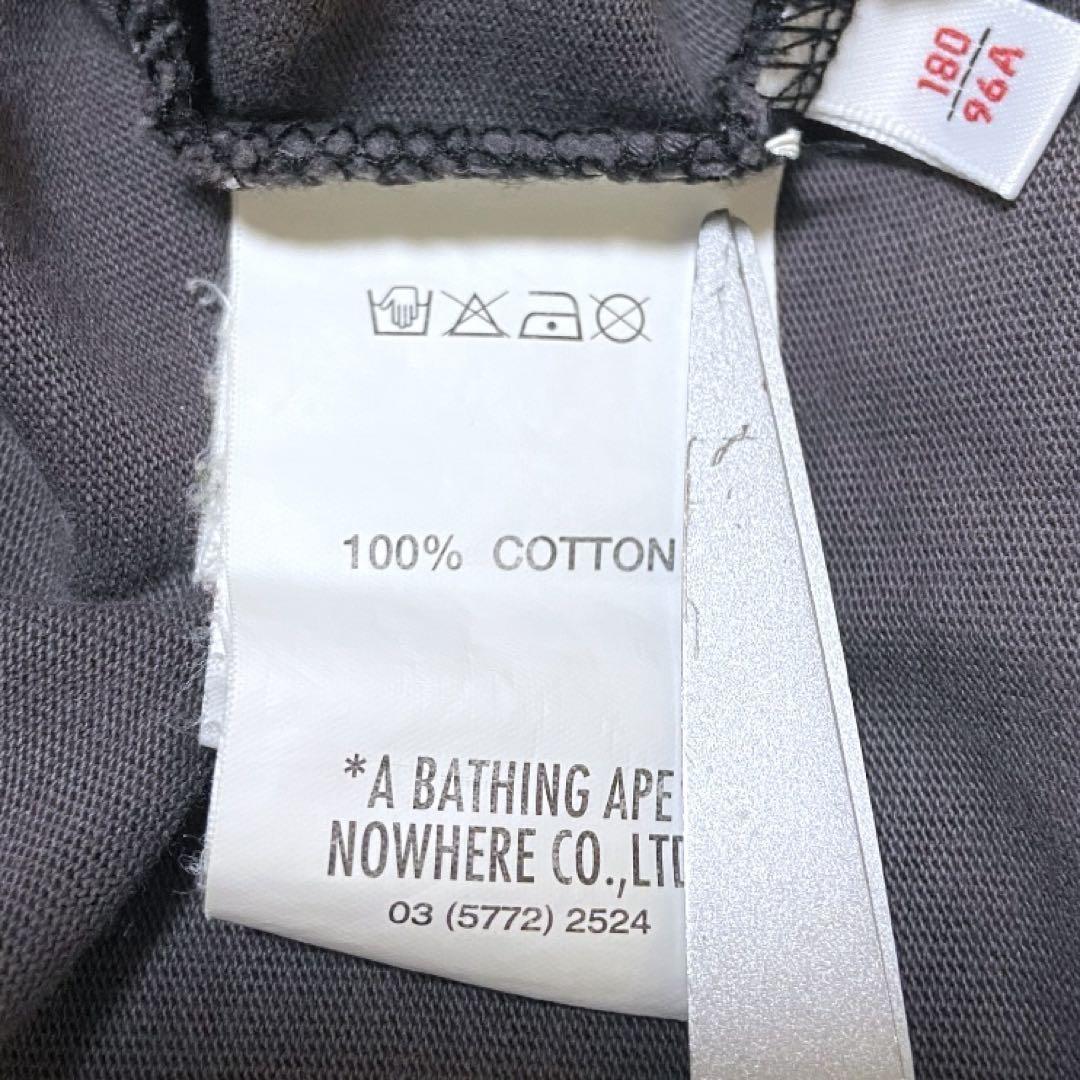 180
96A
100% COTTON
*A BATHING APE
NOWHERE CO.,LTD
03 (5772) 2524